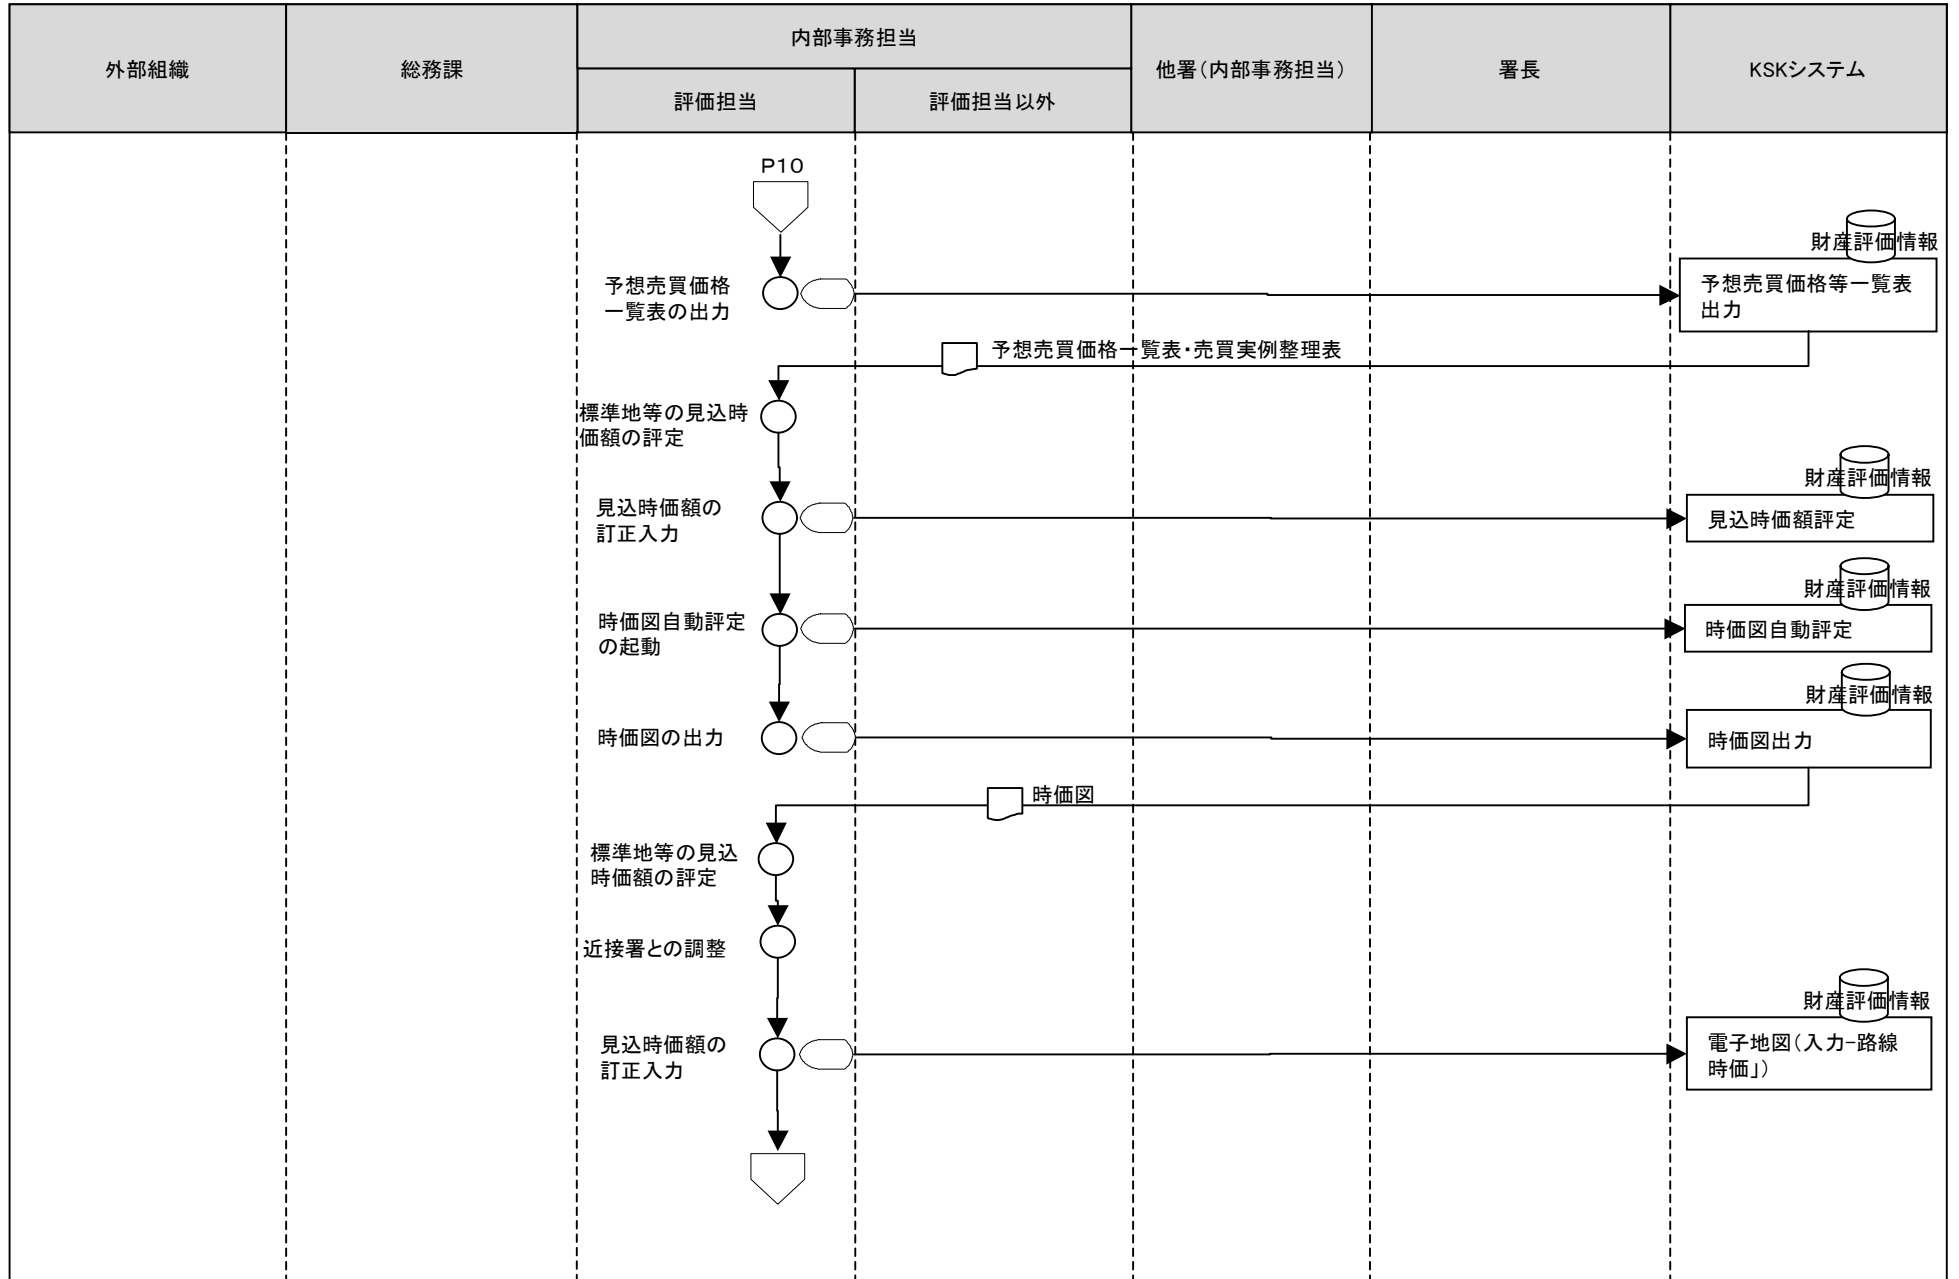 外部組織
総務課
内部事務担当
評価担当
評価担当以外
他署（内部事務担当）
署長
KSKシステム
P10
財産評価情報
予想売買価格
一覧表の出力
予想売買価格等一覧表
出力
予想売買価格一覧表・売買実例整理表
標準地等の見込時
価額の評定
財産評価情報
見込時価額の
訂正入力
見込時価額評定
財産評価情報
時価図自動評定
の起動
時価図自動評定
財産評価情報
時価図の出力
時価図出力
時価図
標準地等の見込
時価額の評定
近接署との調整
財産評価情報
見込時価額の
訂正入力
電子地図（入力-路線
時価」）